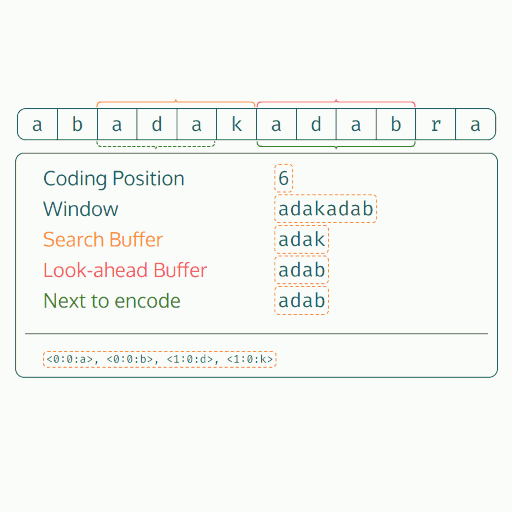 a b a d a k a d a b r a
Coding Position 6
Window adakadab
Search Buffer adak
Look-ahead Buffer adab
Next to encode adab
<0:0:a>, <0:0:b>, <1:0:d>, <1:0:k>